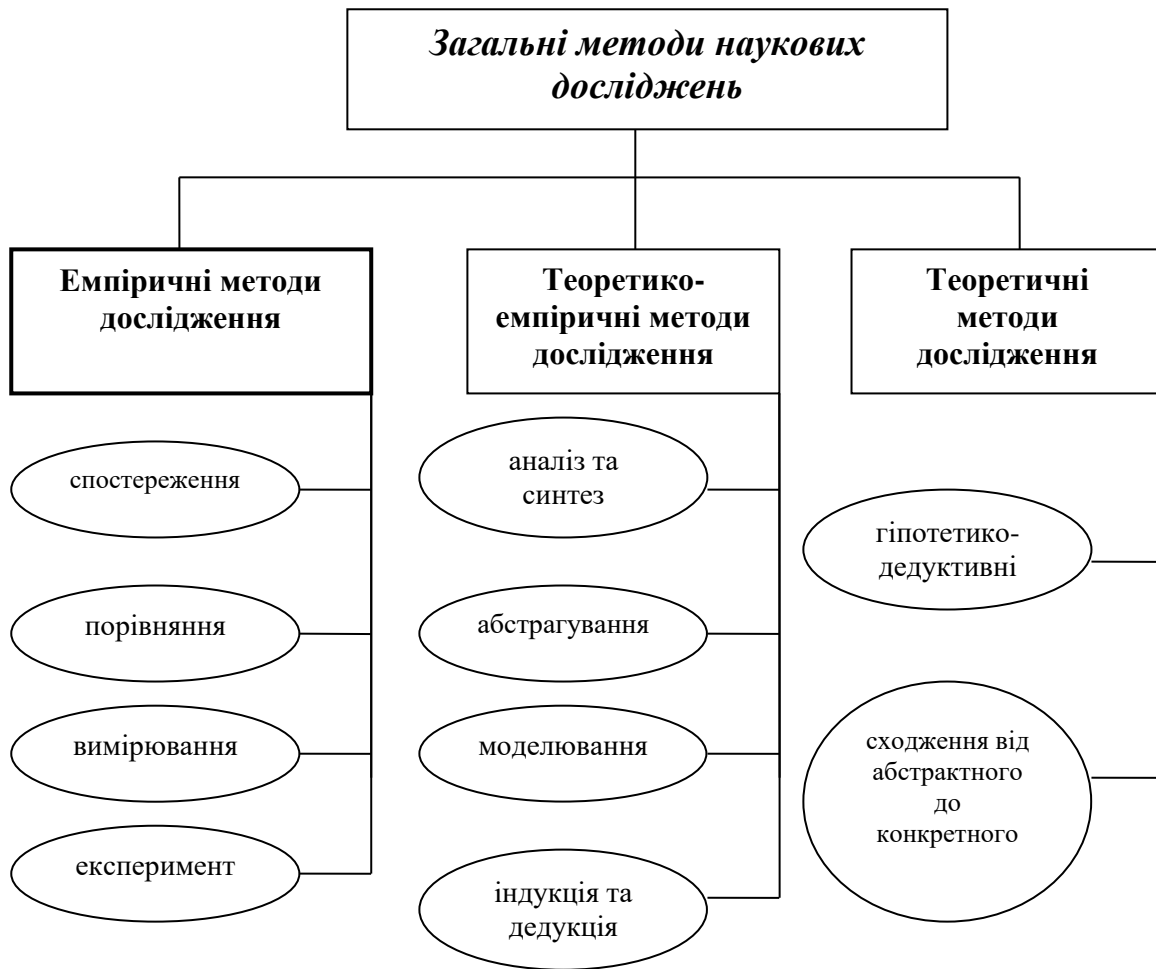 Загальні методи наукових
досліджень
Емпіричні методи
дослідження
Теоретико-
емпіричні методи
дослідження
Теоретичні
методи
дослідження
спостереження
порівняння
вимірювання
експеримент
аналіз та
синтез
абстрагування
моделювання
індукція та
дедукція
гіпотетико-
дедуктивні
сходження від
абстрактного
до
конкретного